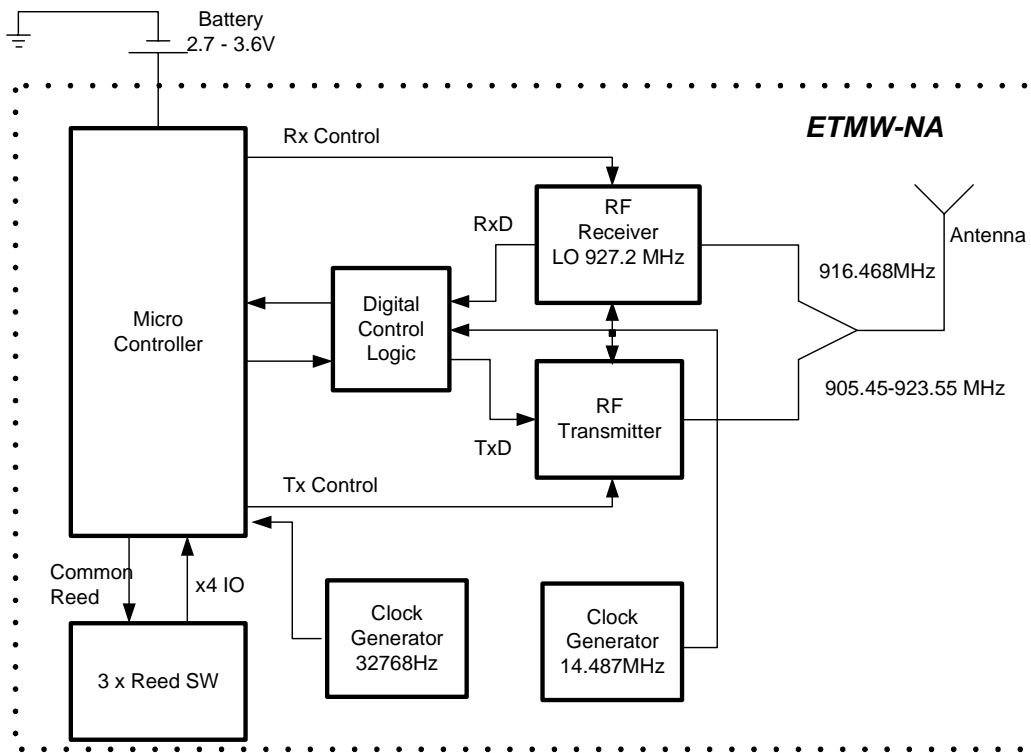 Battery
2.7 - 3.6V
ETMW-NA
Rx Control
RF
Receiver
LO 927.2 MHz
RxD
Antenna
916.468MHz
Micro
Controller
Digital
Control
Logic
905.45-923.55 MHz
RF
Transmitter
TxD
Tx Control
Common
Reed
x4 IO
Clock
Generator
32768Hz
Clock
Generator
14.487MHz
3 x Reed SW